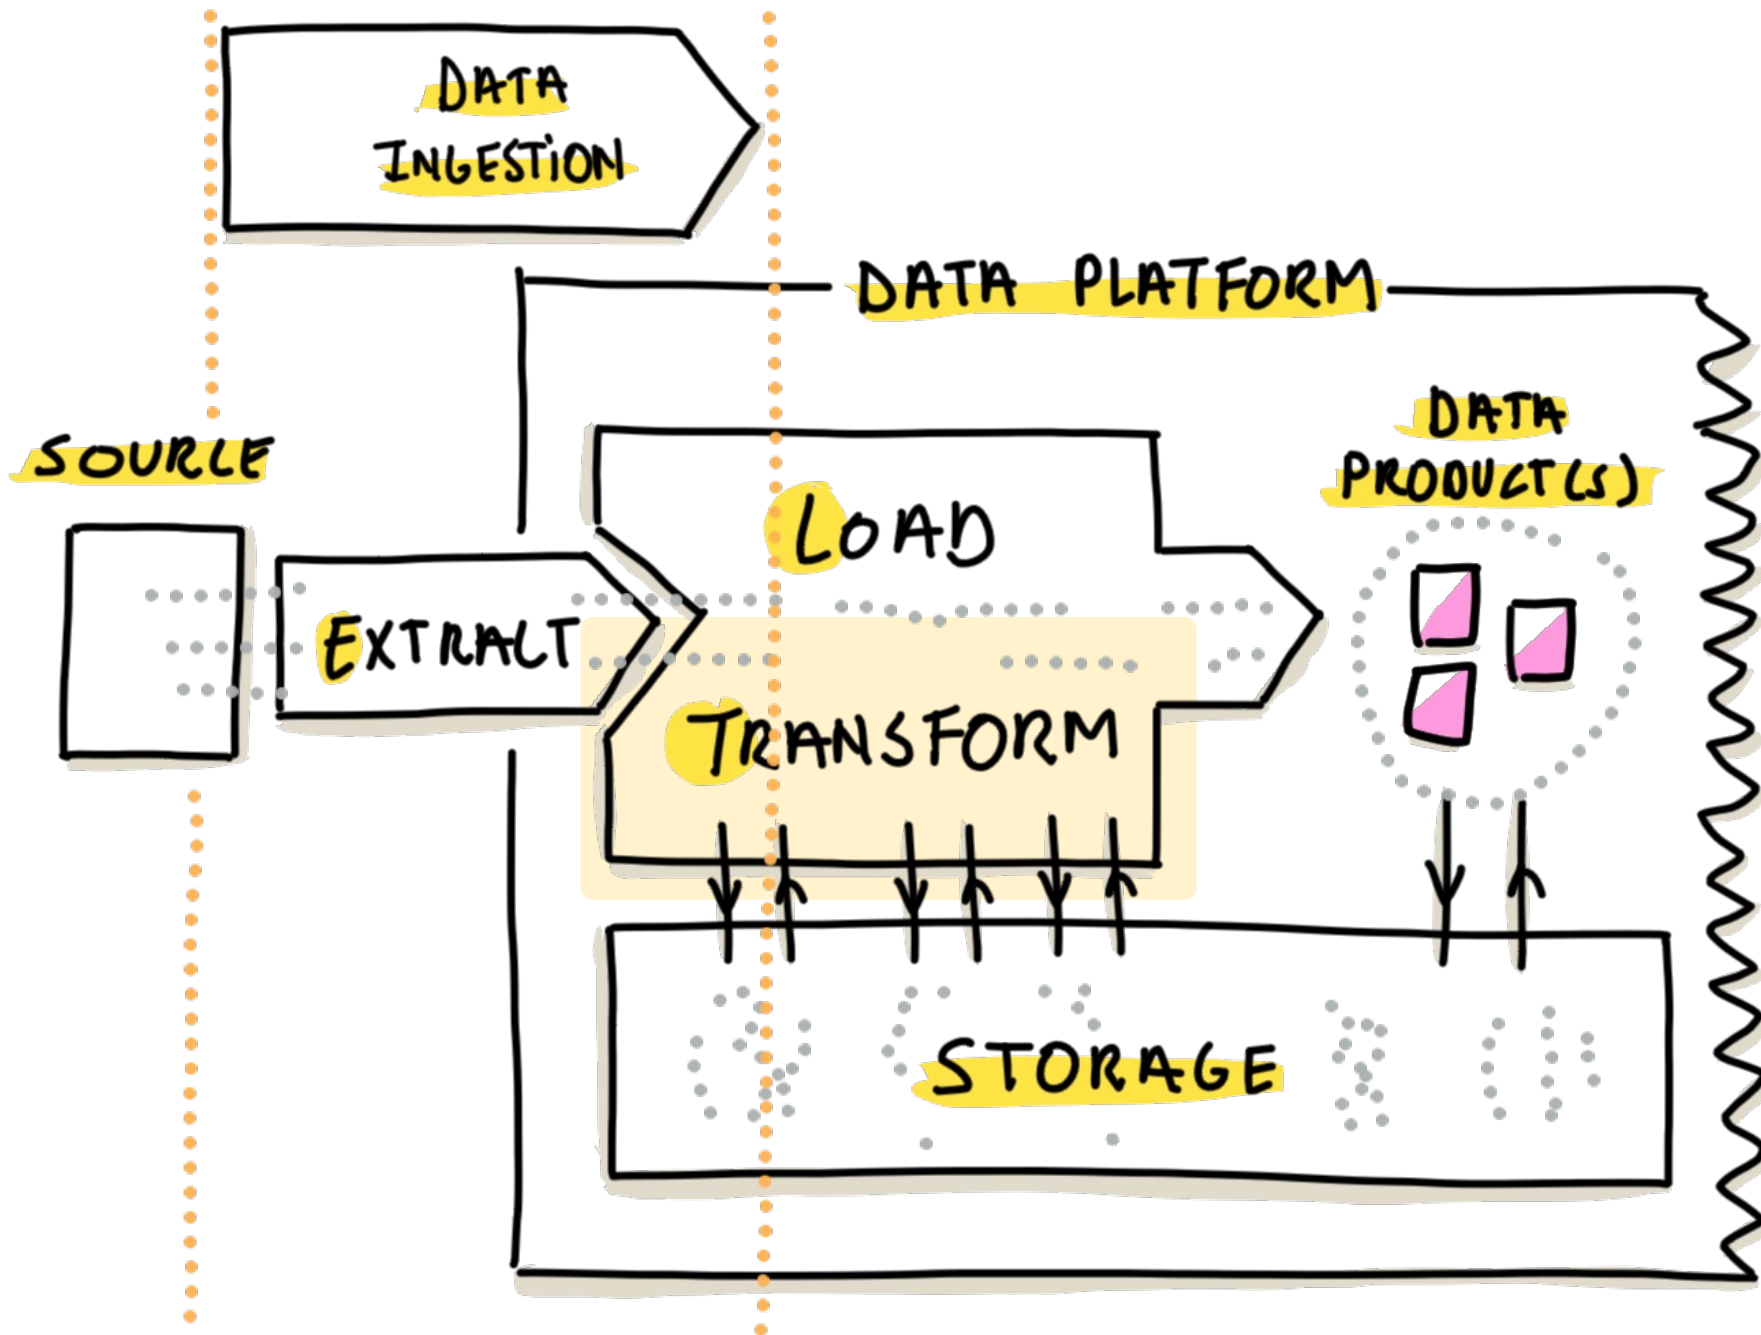 DATA
INGESTION
DATA PLATFORM
SOURCE
DATA
PRODUCT(S)
LOAD
EXTRACT
TRANSFORM
STORAGE